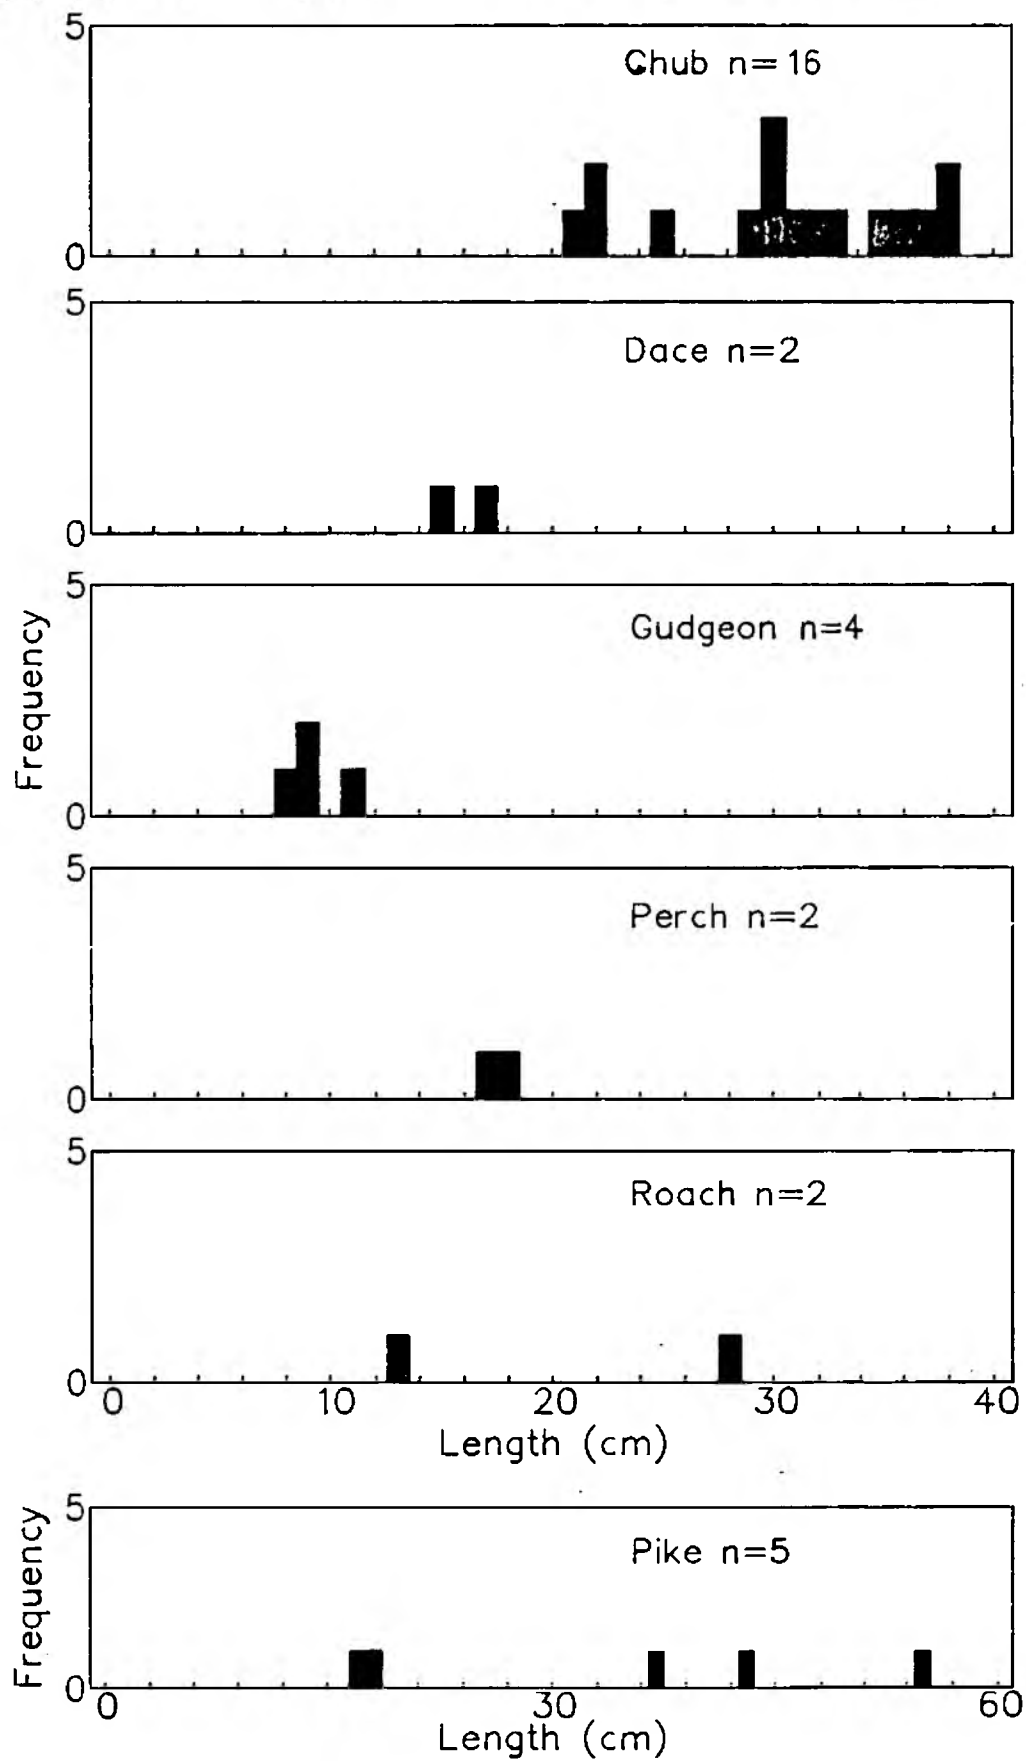 5
Chub n=16
0
5
Dace n=2
0
5
Gudgeon n=4
0
Frequency
5
Perch n=2
0
5
Roach n=2
0
0 10 20 30 40
Length (cm)
5
Pike n=5
Frequency
0
0 30 60
Length (cm)